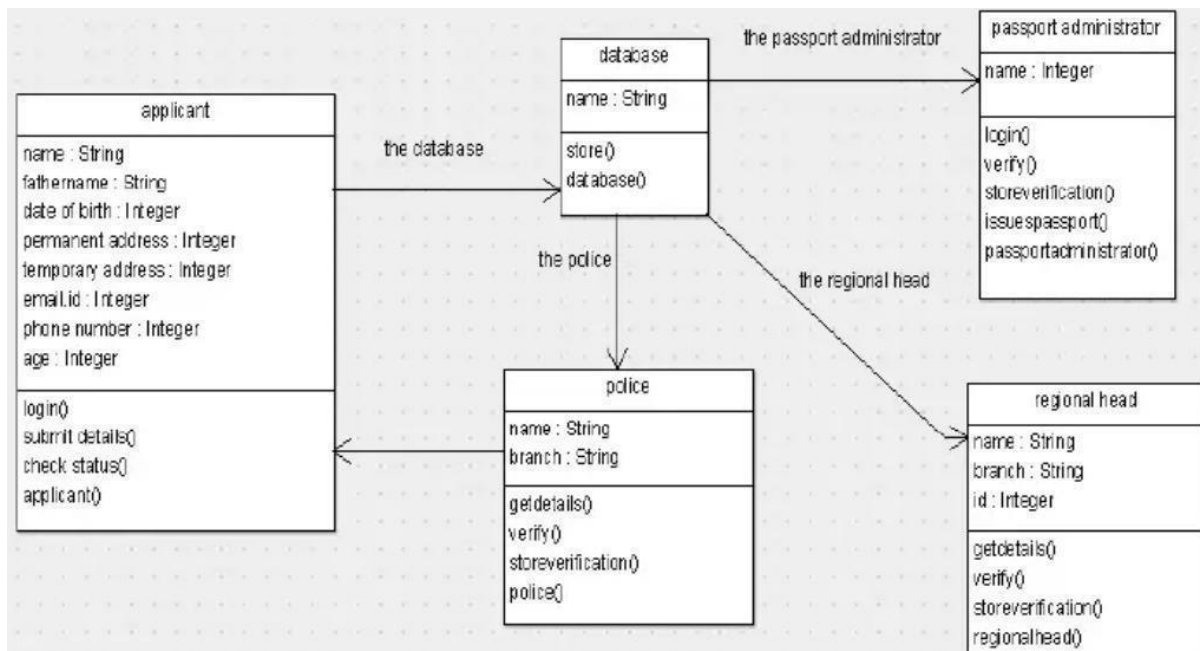 applicant
name : String
fathername : String
date of birth : Integer
permanent address : Integer
temporary address : Integer
email.id : Integer
phone number : Integer
age : Integer
login()
submit details()
check status()
applicant()
the database
database
name : String
store()
database()
the passport administrator
passport administrator
name : Integer
login()
verify()
storeverification()
issuespassport()
passportadministrator()
the police
the regional head
police
name : String
branch : String
getdetails()
verify()
storeverification()
police()
regional head
name : String
branch : String
id : Integer
getdetails()
verify()
storeverification()
regionalhead()